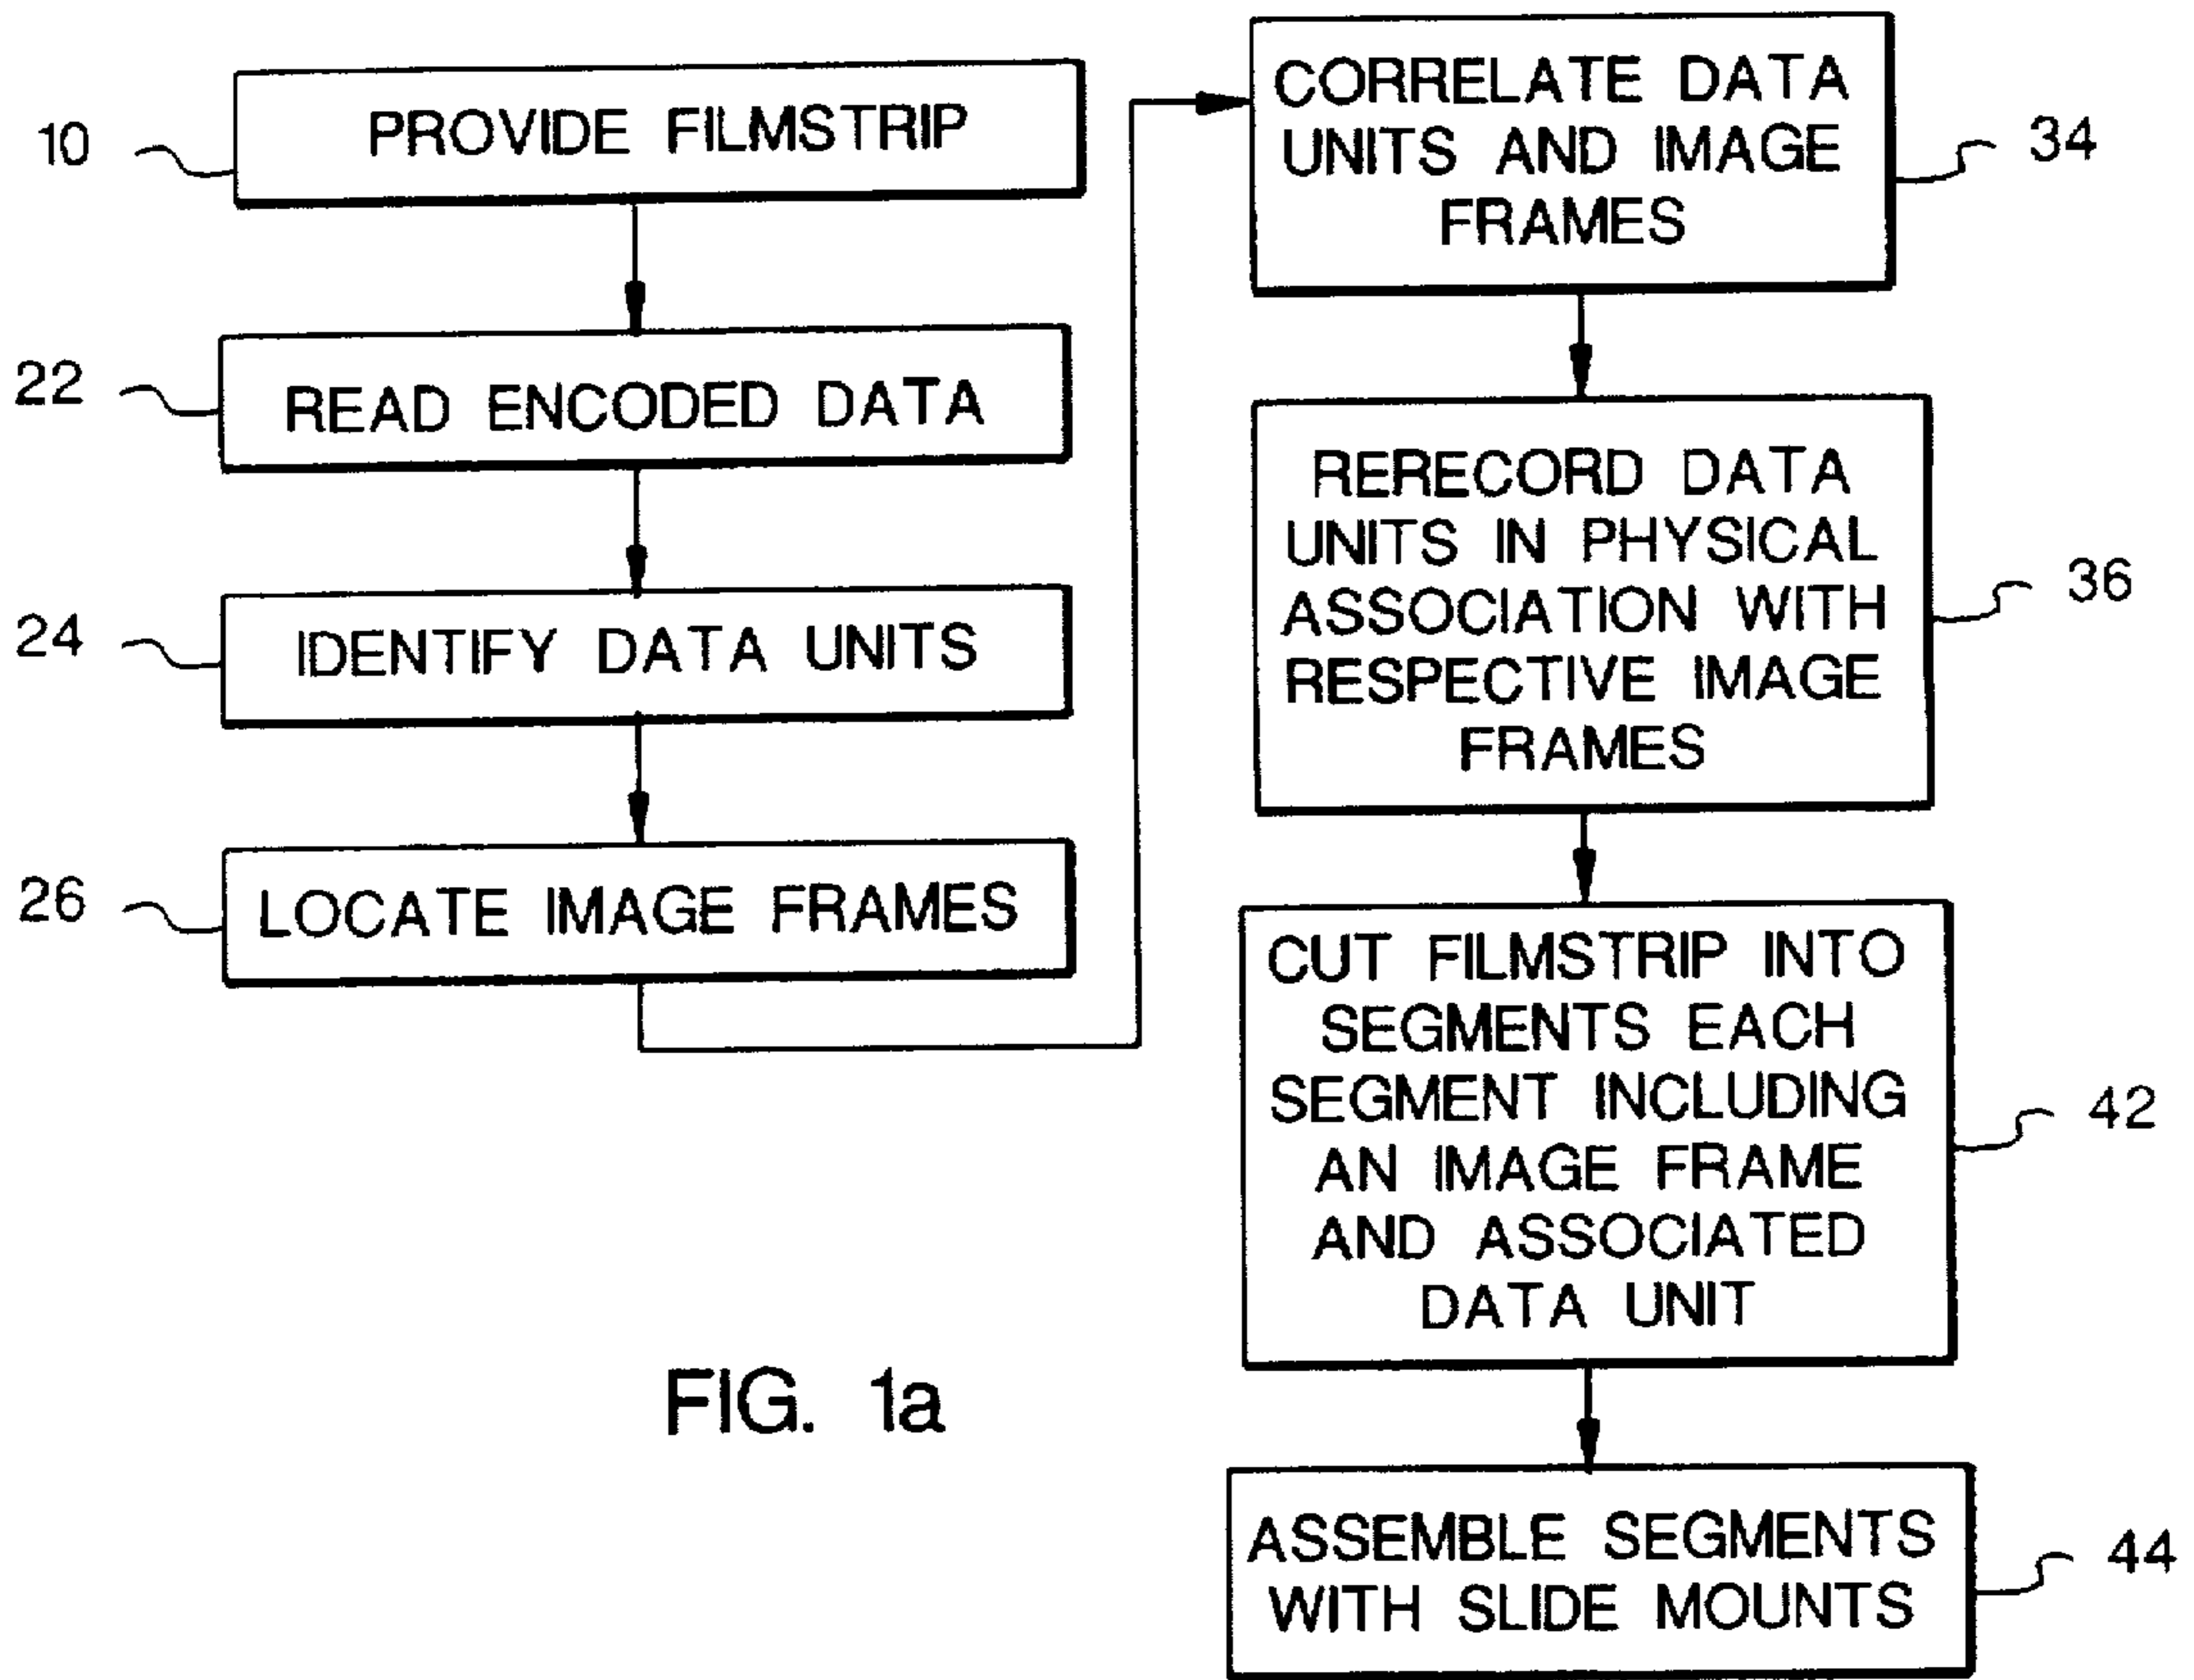 10
PROVIDE FILMSTRIP
22
READ ENCODED DATA
24
IDENTIFY DATA UNITS
26
LOCATE IMAGE FRAMES
CORRELATE DATA
UNITS AND IMAGE
FRAMES
34
RERECORD DATA
UNITS IN PHYSICAL
ASSOCIATION WITH
RESPECTIVE IMAGE
FRAMES
36
CUT FILMSTRIP INTO
SEGMENTS EACH
SEGMENT INCLUDING
AN IMAGE FRAME
AND ASSOCIATED
DATA UNIT
42
ASSEMBLE SEGMENTS
WITH SLIDE MOUNTS
44
FIG. 1a